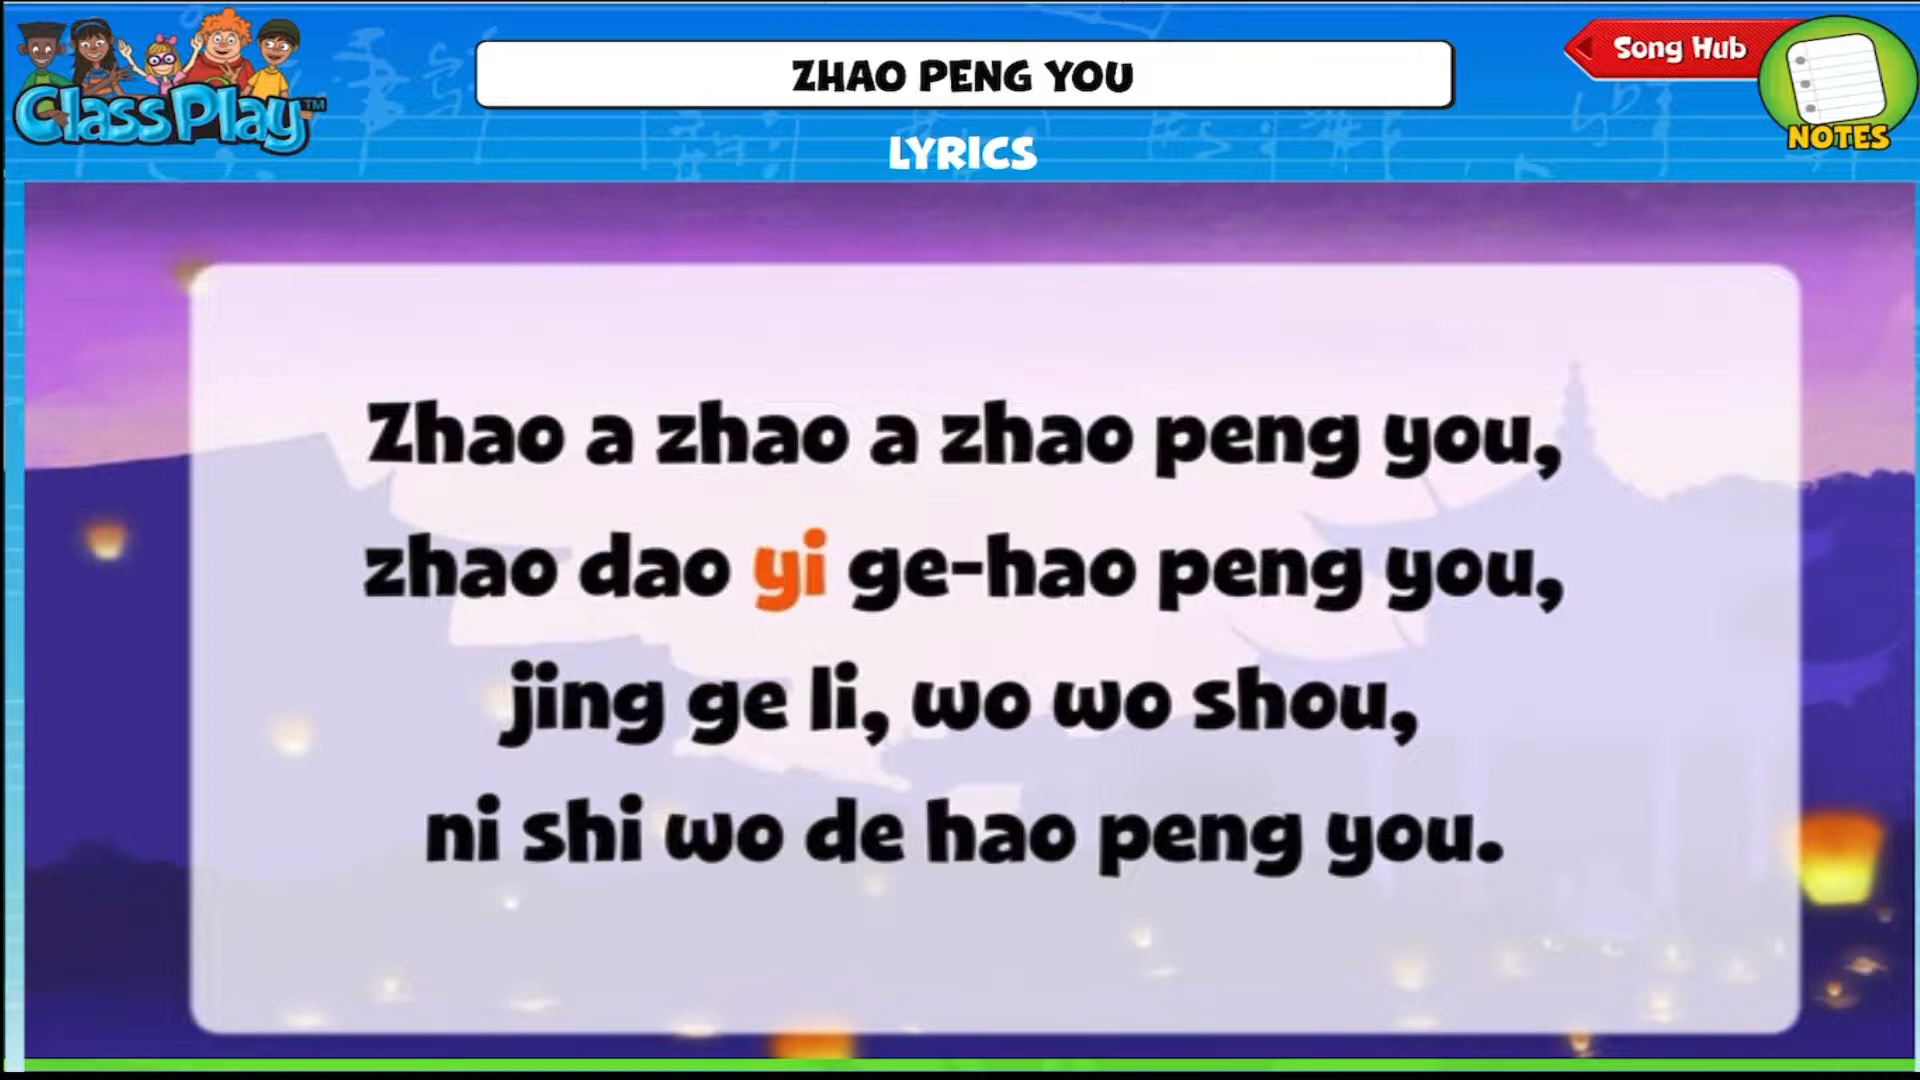 ClassPlay™
ZHAO PENG YOU
Song Hub
NOTES
LYRICS
Zhao a zhao a zhao peng you,
zhao dao yi ge-hao peng you,
jing ge li, wo wo shou,
ni shi wo de hao peng you.